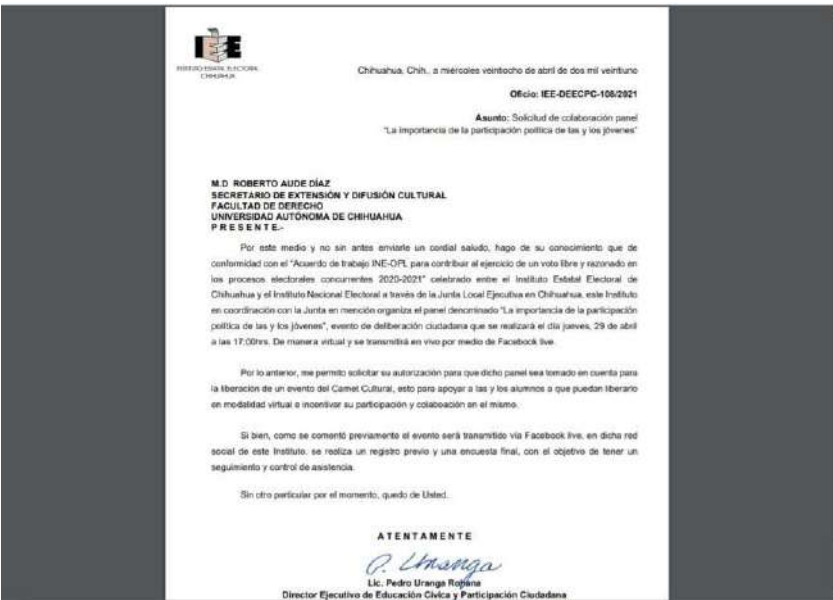 IEE
INSTITUTO ESTATAL ELECTORAL
CHIHUAHUA
Chihuahua, Chih., a miércoles veintiocho de abril de dos mil veintiuno
Oficio: IEE-DEECPC-108/2021
Asunto: Solicitud de colaboración panel
"La importancia de la participación política de las y los jóvenes"
M.D ROBERTO AUDE DÍAZ
SECRETARIO DE EXTENSIÓN Y DIFUSIÓN CULTURAL
FACULTAD DE DERECHO
UNIVERSIDAD AUTÓNOMA DE CHIHUAHUA
P R E S E N T E.-
Por este medio y no sin antes enviarle un cordial saludo, hago de su conocimiento que de
conformidad con el "Acuerdo de trabajo INE-OPL para contribuir al ejercicio de un voto libre y razonado en
los procesos electorales concurrentes 2020-2021" celebrado entre el Instituto Estatal Electoral de
Chihuahua y el Instituto Nacional Electoral a través de la Junta Local Ejecutiva en Chihuahua, este Instituto
en coordinación con la Junta en mención organiza el panel denominado "La importancia de la participación
política de las y los jóvenes", evento de deliberación ciudadana que se realizará el día jueves, 29 de abril
a las 17:00hrs. De manera virtual y se transmitirá en vivo por medio de Facebook live.
Por lo anterior, me permito solicitar su autorización para que dicho panel sea tomado en cuenta para
la liberación de un evento del Carnet Cultural, esto para apoyar a las y los alumnos a que puedan liberarlo
en modalidad virtual e incentivar su participación y colaboación en el mismo.
Si bien, como se comentó previamente el evento será transmitido vía Facebook live, en dicha red
social de este Instituto, se realiza un registro previo y una encuesta final, con el objetivo de tener un
seguimiento y control de asistencia.
Sin otro particular por el momento, quedo de Usted.
A T E N T A M E N T E
P. Uranga
Lic. Pedro Uranga Rohana
Director Ejecutivo de Educación Cívica y Participación Ciudadana